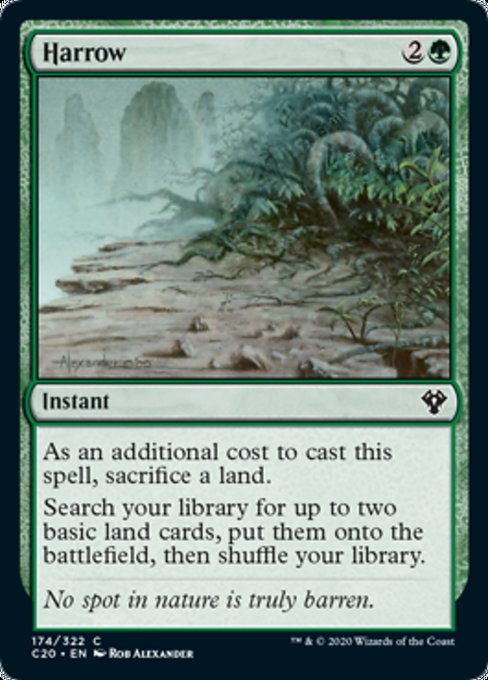 Harrow 2
Alexander
Instant
As an additional cost to cast this
spell, sacrifice a land.
Search your library for up to two
basic land cards, put them onto the
battlefield, then shuffle your library.
No spot in nature is truly barren.
174/322 C
C20 • EN Rob Alexander
™ & © 2020 Wizards of the Coast